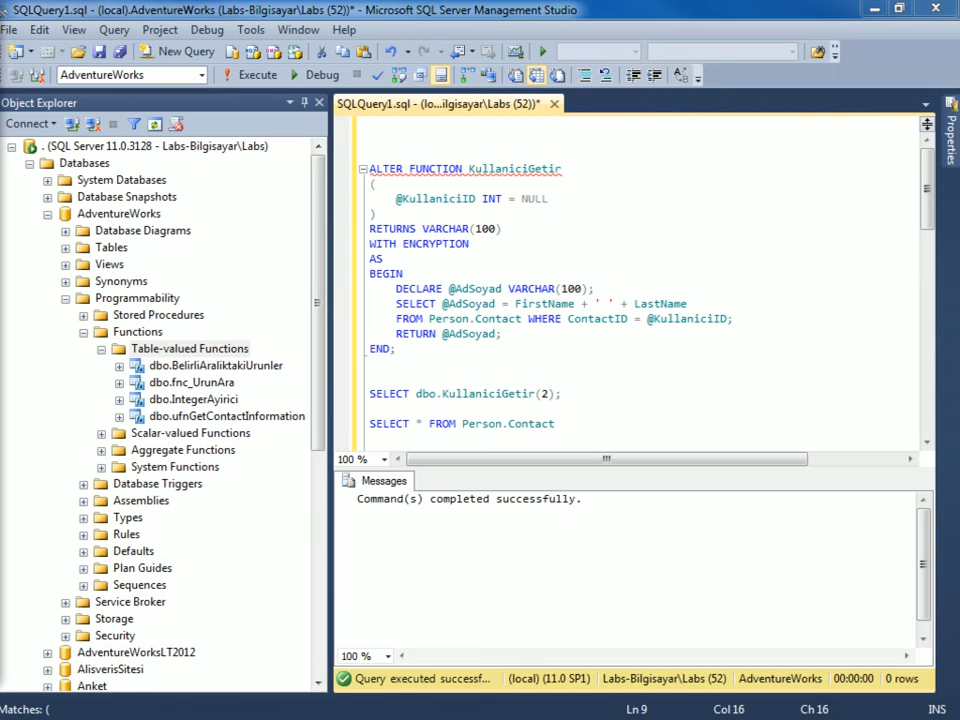 SQLQuery1.sql - (local).AdventureWorks (Labs-Bilgisayar\Labs (52))* - Microsoft SQL Server Management Studio
File Edit View Query Project Debug Tools Window Help
New Query
AdventureWorks Execute Debug
Object Explorer
Connect
. (SQL Server 11.0.3128 - Labs-Bilgisayar\Labs)
Databases
System Databases
Database Snapshots
AdventureWorks
Database Diagrams
Tables
Views
Synonyms
Programmability
Stored Procedures
Functions
Table-valued Functions
dbo.BelirliAraliktakiUrunler
dbo.fnc_UrunAra
dbo.IntegerAyirici
dbo.ufnGetContactInformation
Scalar-valued Functions
Aggregate Functions
System Functions
Database Triggers
Assemblies
Types
Rules
Defaults
Plan Guides
Sequences
Service Broker
Storage
Security
AdventureWorksLT2012
AlisverisSitesi
Anket
SQLQuery1.sql - (lo...ilgisayar\Labs (52))*
ALTER FUNCTION KullaniciGetir
(
@KullaniciID INT = NULL
)
RETURNS VARCHAR(100)
WITH ENCRYPTION
AS
BEGIN
DECLARE @AdSoyad VARCHAR(100);
SELECT @AdSoyad = FirstName + ' ' + LastName
FROM Person.Contact WHERE ContactID = @KullaniciID;
RETURN @AdSoyad;
END;
SELECT dbo.KullaniciGetir(2);
SELECT * FROM Person.Contact
100 %
Messages
Command(s) completed successfully.
100 %
Query executed successf... (local) (11.0 SP1) Labs-Bilgisayar\Labs (52) AdventureWorks 00:00:00 0 rows
Properties
Matches: ( Ln 9 Col 16 Ch 16 INS